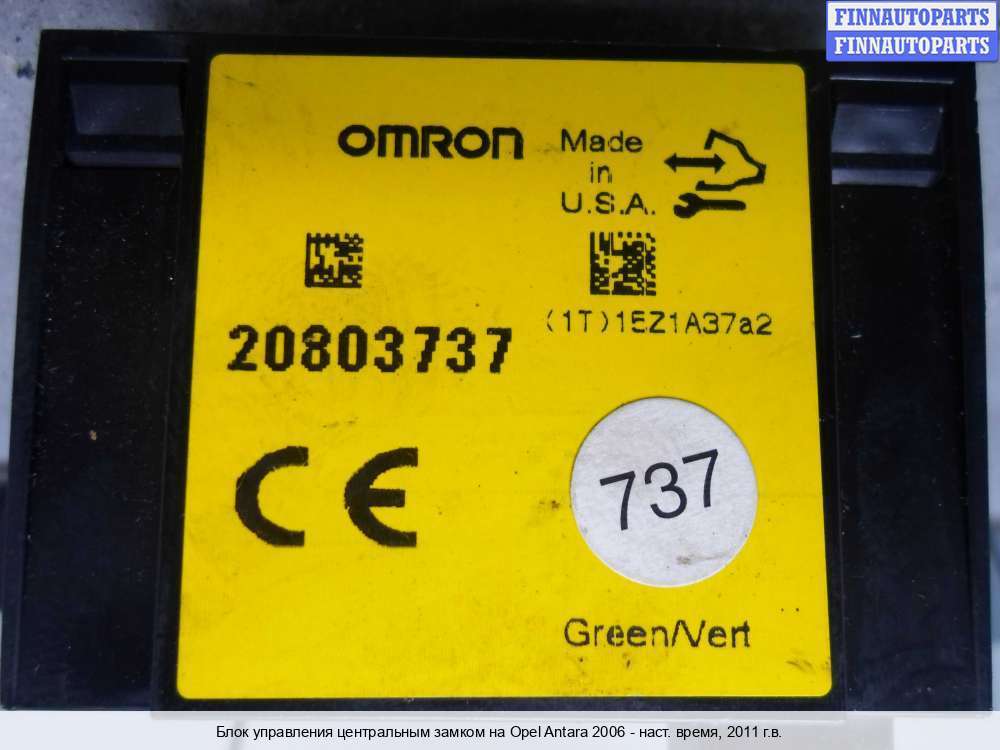 FINNAUTOPARTS
FINNAUTOPARTS
OMRON
Made
in
U.S.A.
20803737
(1T)15Z1A37a2
CE
737
Green/Vert
Блок управления центральным замком на Opel Antara 2006 - наст. время, 2011 г.в.